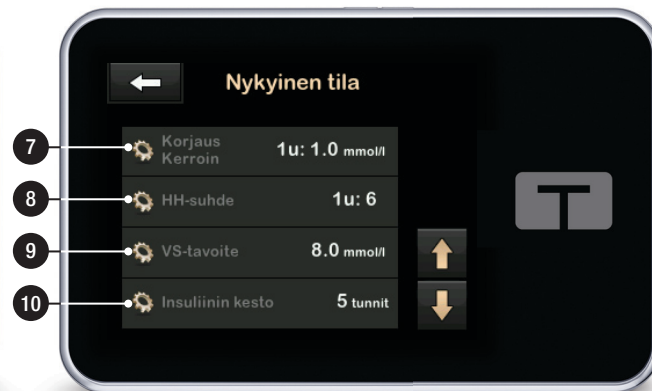 Nykyinen tila
7
Korjaus
Kerroin
1u: 1.0 mmol/l
8
HH-suhde
1u: 6
9
VS-tavoite
8.0 mmol/l
10
Insuliinin kesto
5 tunnit
T